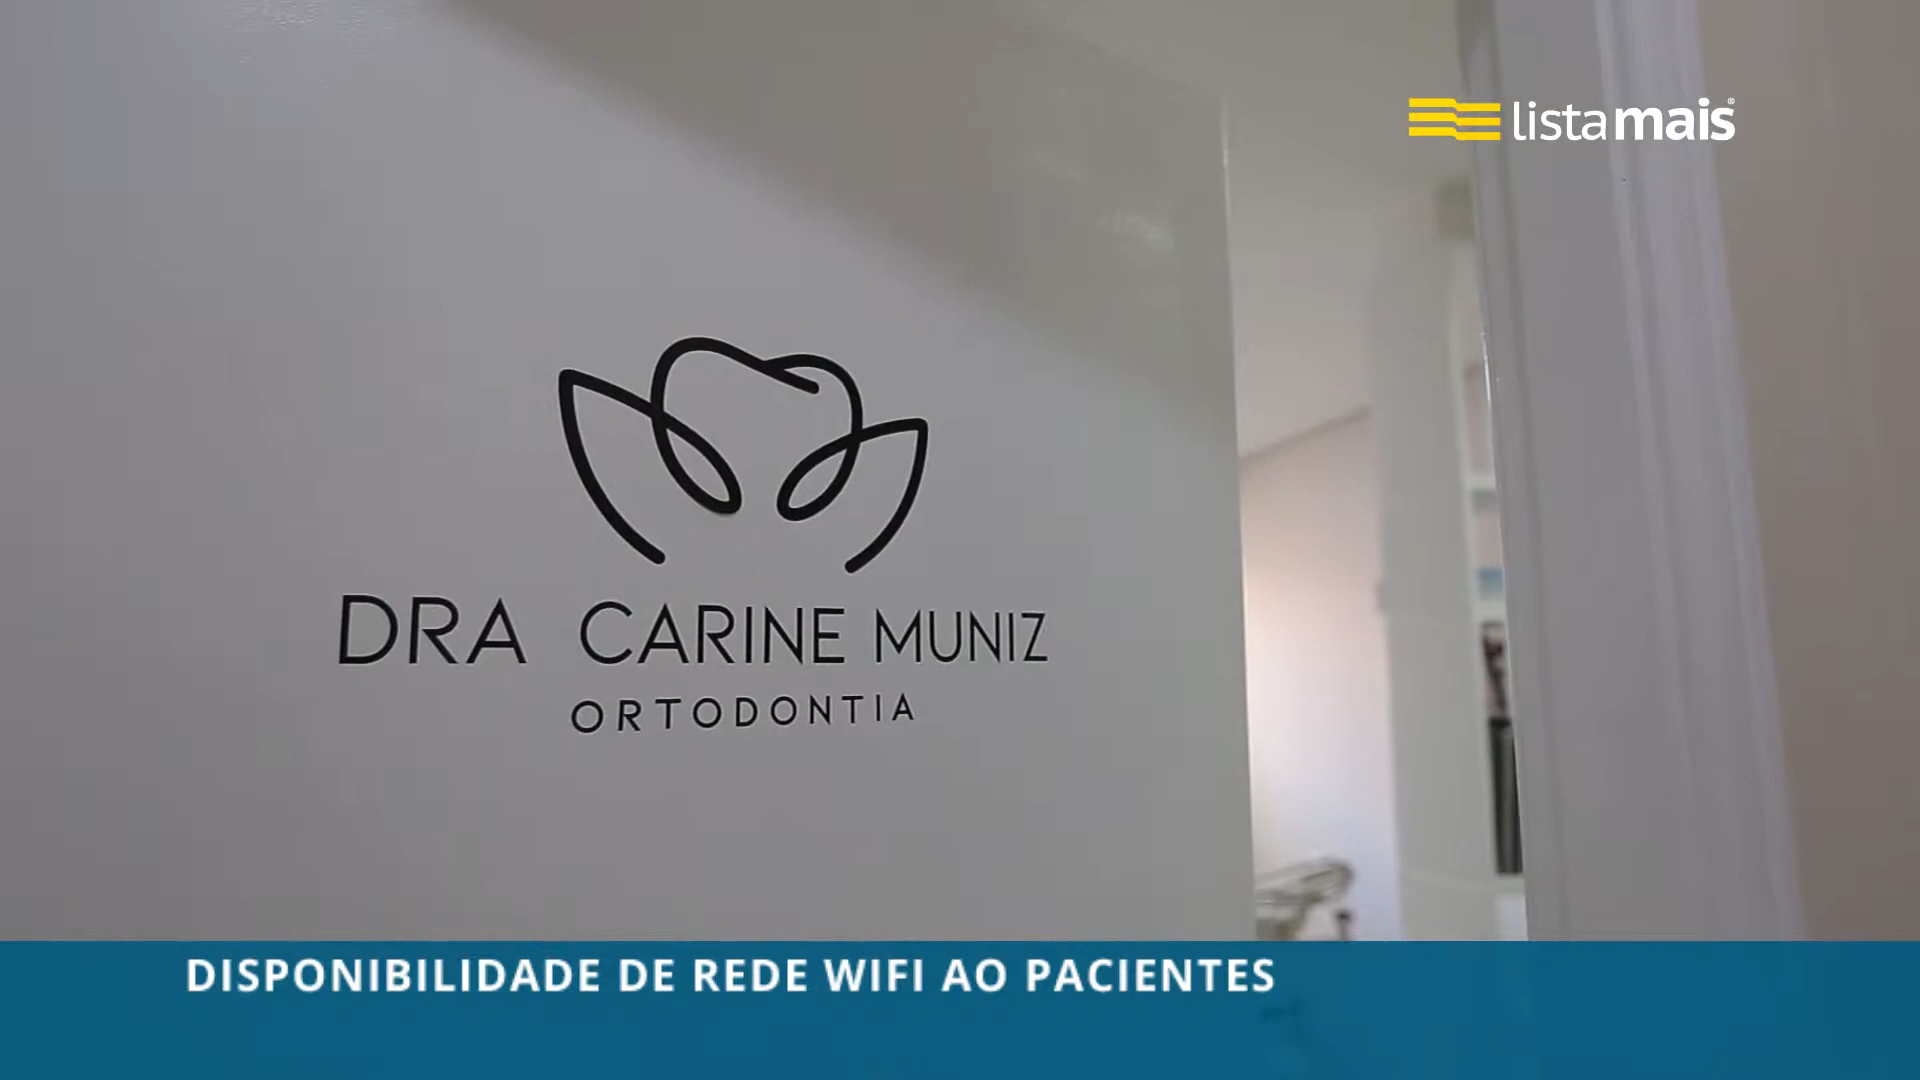 listamais®
DRA CARINE MUNIZ
ORTODONTIA
DISPONIBILIDADE DE REDE WIFI AO PACIENTES